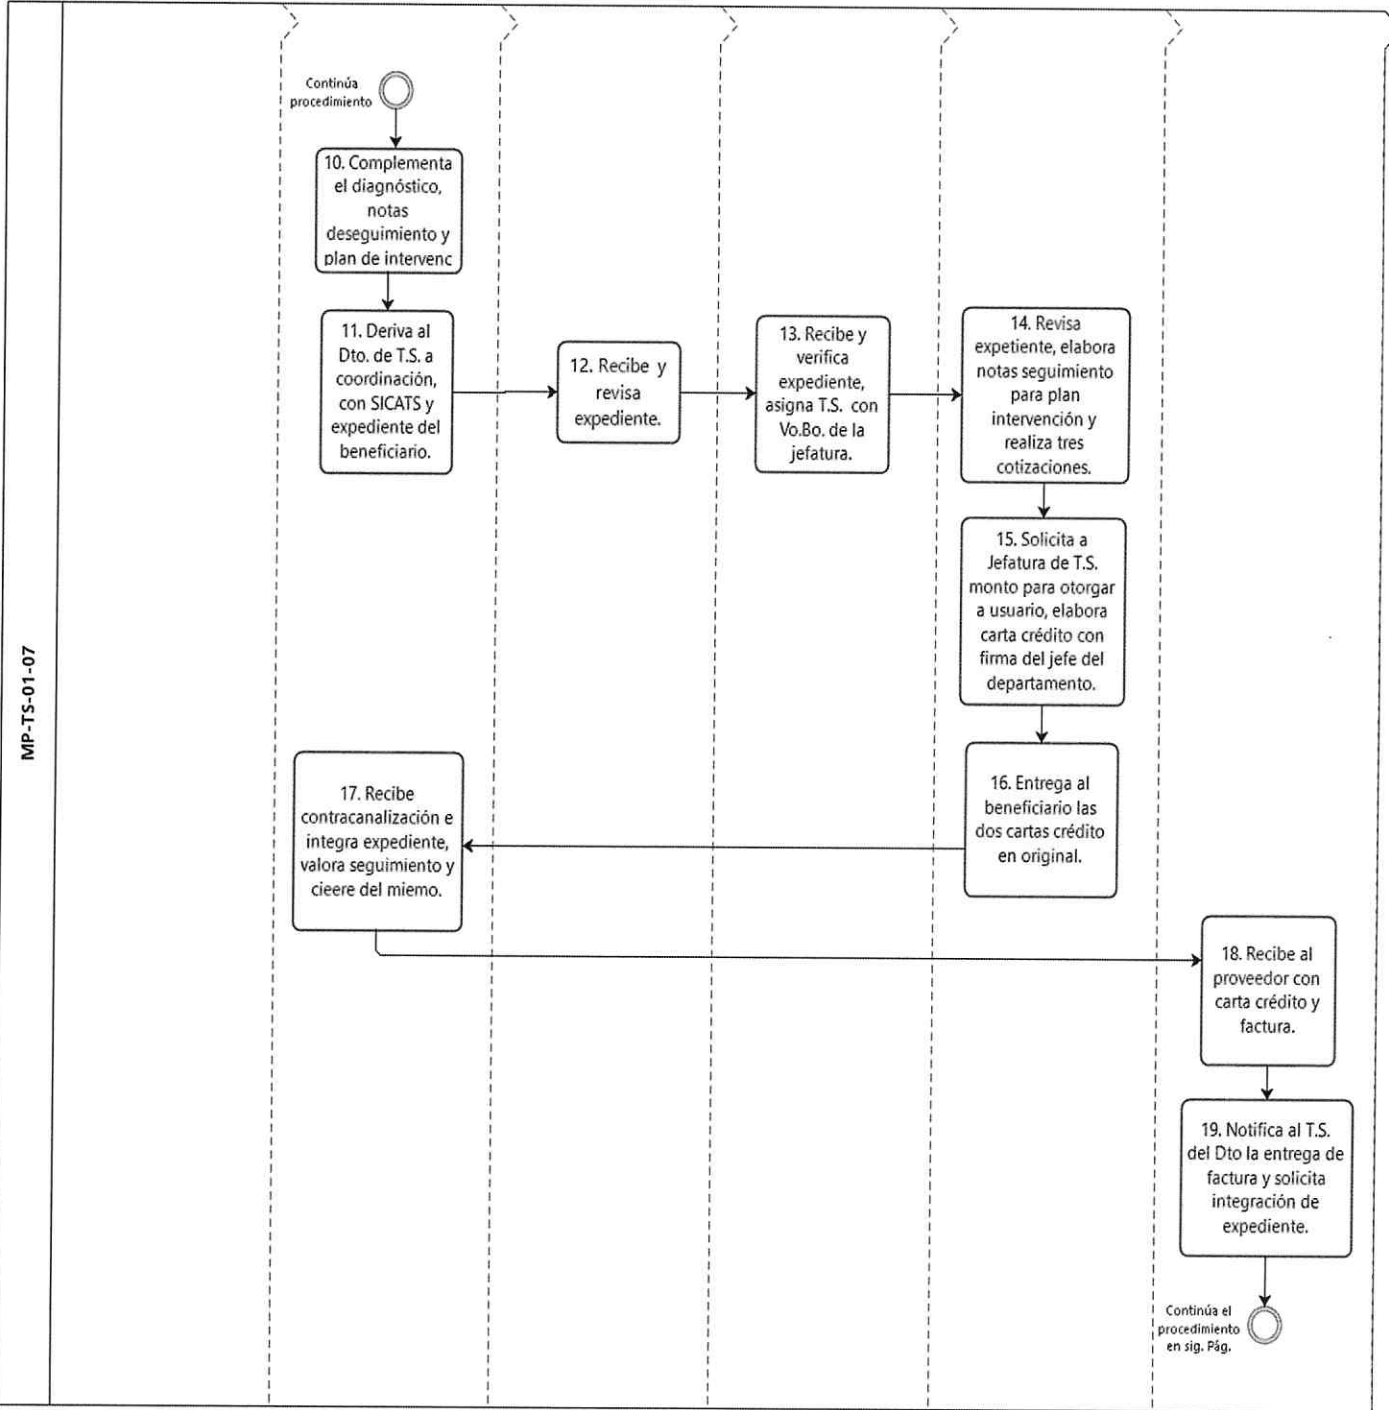 MP-TS-01-07
Continúa
procedimiento
10. Complementa
el diagnóstico,
notas
deseguimiento y
plan de intervenc
11. Deriva al
Dto. de T.S. a
coordinación,
con SICATS y
expediente del
beneficiario.
12. Recibe y
revisa
expediente.
13. Recibe y
verifica
expediente,
asigna T.S. con
Vo.Bo. de la
jefatura.
14. Revisa
expetiente, elabora
notas seguimiento
para plan
intervención y
realiza tres
cotizaciones.
15. Solicita a
Jefatura de T.S.
monto para otorgar
a usuario, elabora
carta crédito con
firma del jefe del
departamento.
16. Entrega al
beneficiario las
dos cartas crédito
en original.
17. Recibe
contracanalización e
integra expediente,
valora seguimiento y
cieere del miemo.
18. Recibe al
proveedor con
carta crédito y
factura.
19. Notifica al T.S.
del Dto la entrega de
factura y solicita
integración de
expediente.
Continúa el
procedimiento
en sig. Pág.